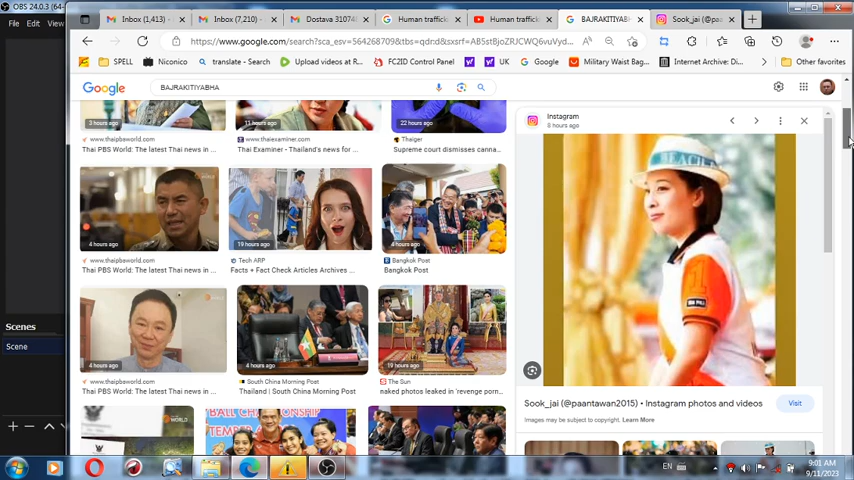 OBS 24.0.3 (64-
File Edit View
Inbox (1,413)
Inbox (7,210)
Dostava 310748
Human traffick
Human traffic
BAJRAKITIYABH
Sook_jai (@paa
https://www.google.com/search?sca_esv=564268709&tbs=qdr:d&sxsrf=AB5stBjoZRJCWQ6vuVyd...
SPELL
Niconico
translate - Search
Upload videos at R...
FC2ID Control Panel
UK
Google
Military Waist Bag...
Internet Archive: Di...
Other favorites
Google
BAJRAKITIYABHA
3 hours ago
11 hours ago
22 hours ago
www.thaipbsworld.com
www.thaiexaminer.com
Thaiger
Thai PBS World: The latest Thai news in ...
Thai Examiner - Thailand's news for ...
Supreme court dismisses canna...
Instagram
8 hours ago
BEACH
4 hours ago
19 hours ago
4 hours ago
www.thaipbsworld.com
Tech ARP
Bangkok Post
Thai PBS World: The latest Thai news in ...
Facts + Fact Check Articles Archives ...
Bangkok Post
4 hours ago
4 hours ago
19 hours ago
www.thaipbsworld.com
South China Morning Post
The Sun
Thai PBS World: The latest Thai news in ...
Thailand | South China Morning Post
naked photos leaked in 'revenge porn...
Sook_jai (@paantawan2015) • Instagram photos and videos
Visit
Images may be subject to copyright. Learn More
WORLD
BALL CHAMPIONSHIP
Scenes
Scene
EN
9:01 AM
9/11/2023